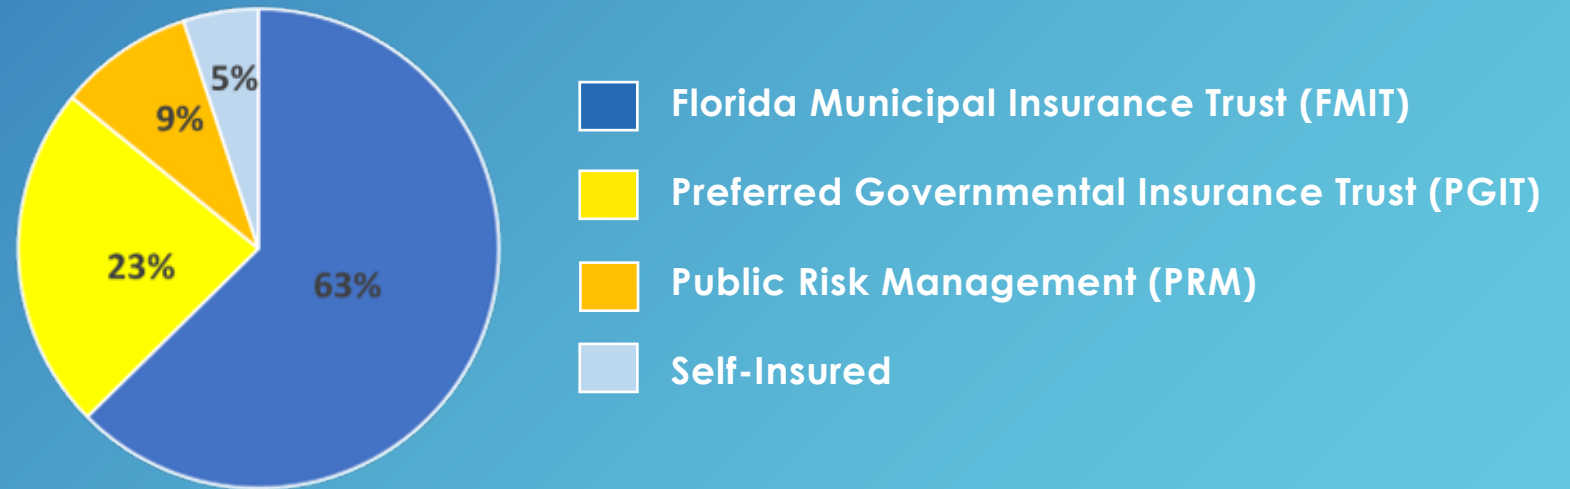 5%
9%
23%
63%
Florida Municipal Insurance Trust (FMIT)
Preferred Governmental Insurance Trust (PGIT)
Public Risk Management (PRM)
Self-Insured